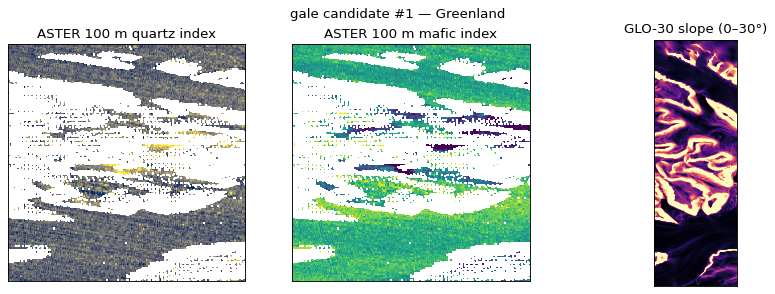 gale candidate #1 — Greenland
ASTER 100 m quartz index
ASTER 100 m mafic index
GLO-30 slope (0–30°)